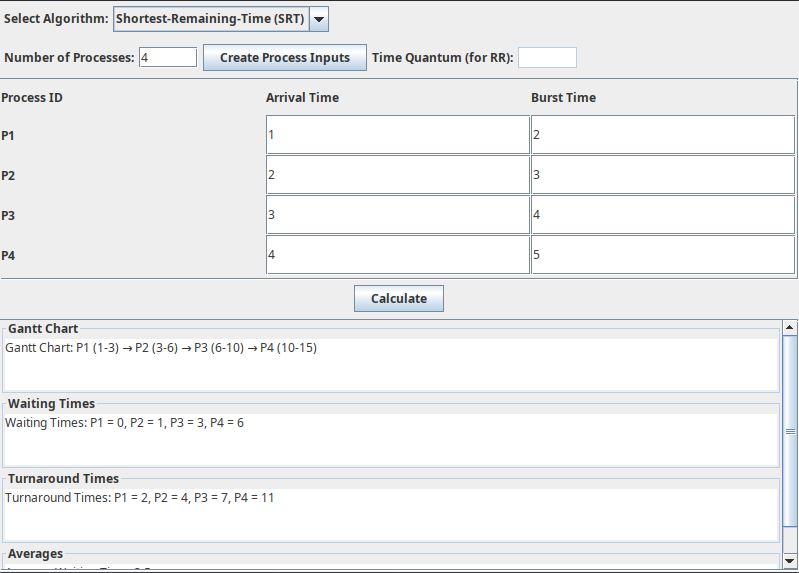 Select Algorithm: Shortest-Remaining-Time (SRT)
Number of Processes: 4 Create Process Inputs Time Quantum (for RR):
Process ID Arrival Time Burst Time
P1 1 2
P2 2 3
P3 3 4
P4 4 5
Calculate
Gantt Chart
Gantt Chart: P1 (1-3) → P2 (3-6) → P3 (6-10) → P4 (10-15)
Waiting Times
Waiting Times: P1 = 0, P2 = 1, P3 = 3, P4 = 6
Turnaround Times
Turnaround Times: P1 = 2, P2 = 4, P3 = 7, P4 = 11
Averages